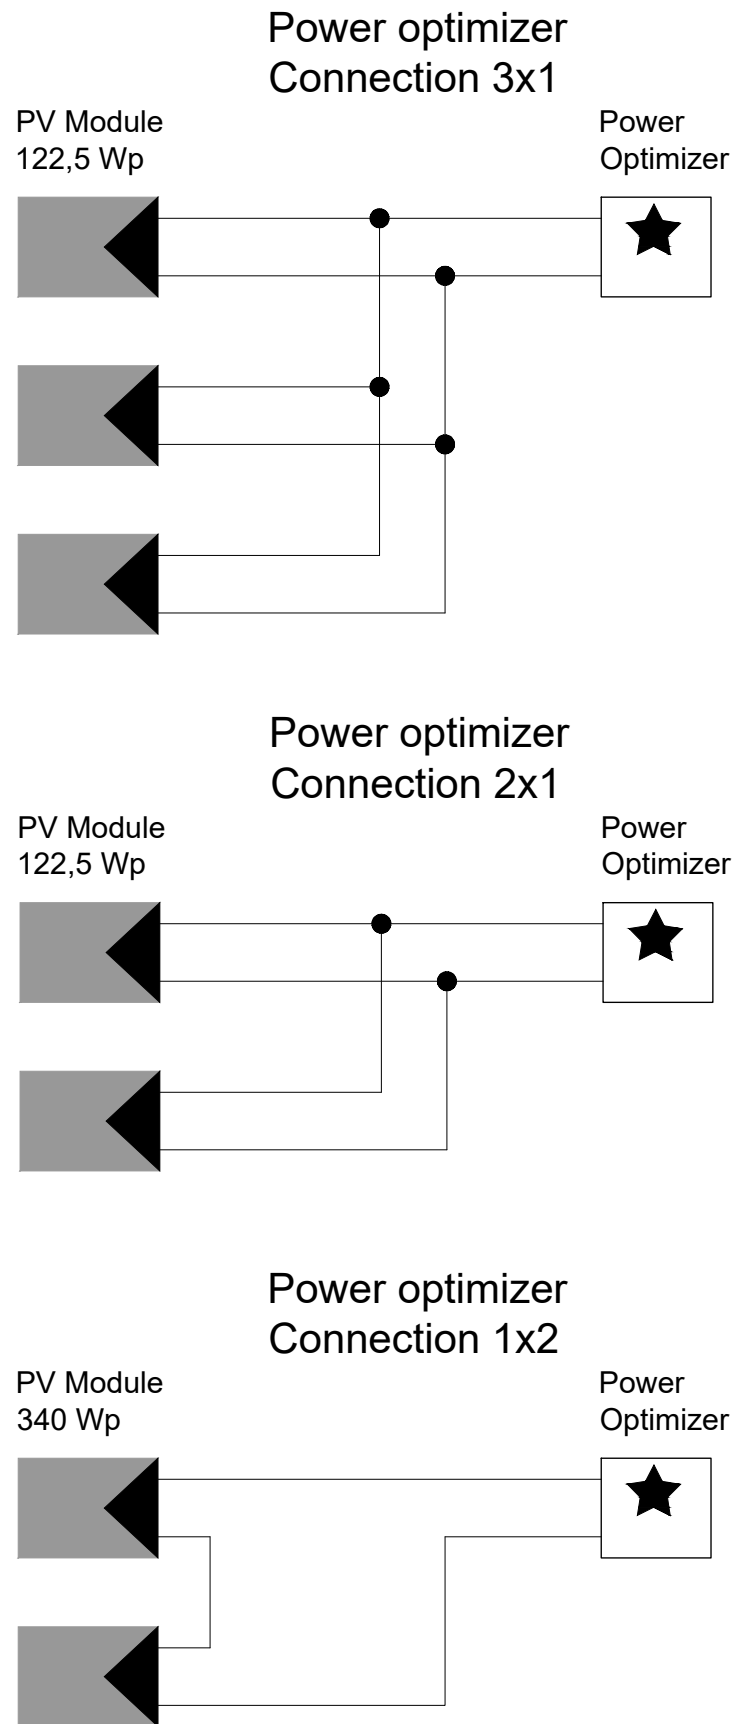 Power optimizer
Connection 3x1
PV Module
122,5 Wp
Power
Optimizer
Power optimizer
Connection 2x1
PV Module
122,5 Wp
Power
Optimizer
Power optimizer
Connection 1x2
PV Module
340 Wp
Power
Optimizer